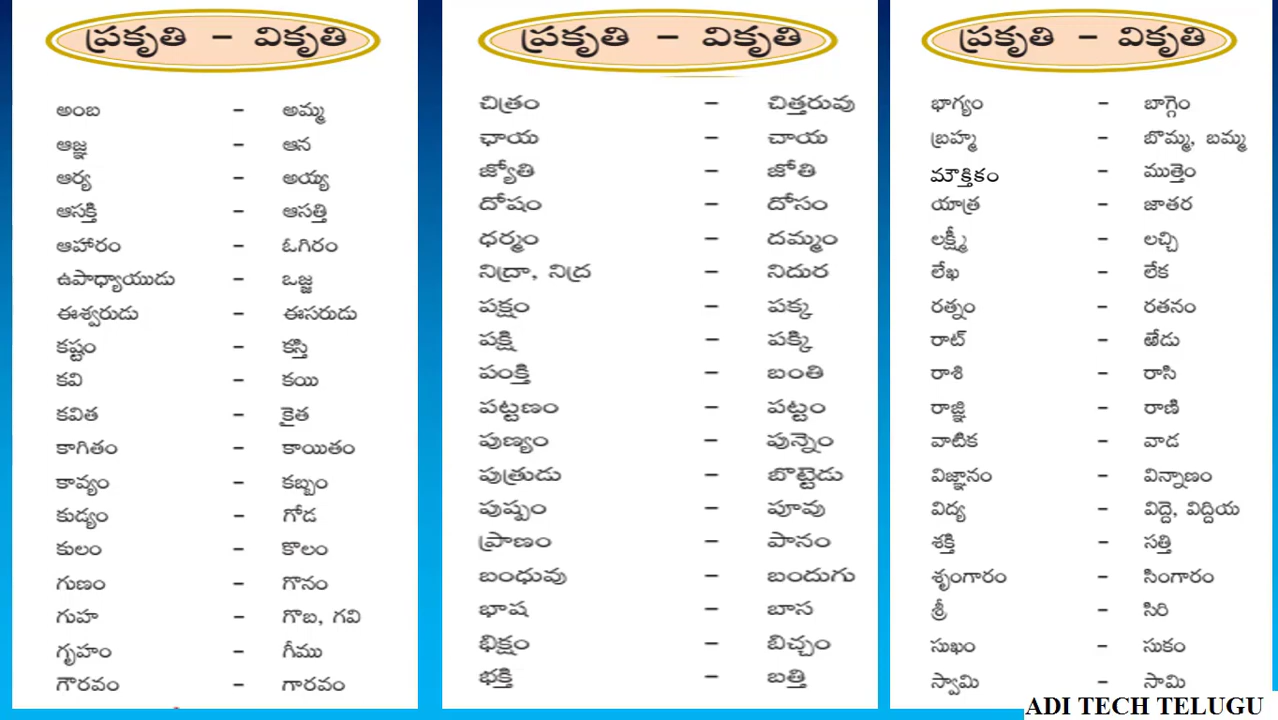 ప్రకృతి – వికృతి
అంబ – అమ్మ
ఆజ్ఞ – ఆన
ఆర్య – అయ్య
ఆసక్తి – ఆసత్తి
ఆహారం – ఓగిరం
ఉపాధ్యాయుడు – ఒజ్జ
ఈశ్వరుడు – ఈసరుడు
కష్టం – కస్తి
కవి – కయి
కవిత – కైత
కాగితం – కాయితం
కావ్యం – కబ్బం
కుడ్యం – గోడ
కులం – కొలం
గుణం – గొనం
గుహ – గొబ, గవి
గృహం – గీము
గౌరవం – గారవం
ప్రకృతి – వికృతి
చిత్రం – చిత్తరువు
ఛాయ – చాయ
జ్యోతి – జోతి
దోషం – దోసం
ధర్మం – దమ్మం
నిద్రా, నిద్ర – నిదుర
పక్షం – పక్క
పక్షి – పక్కి
పంక్తి – బంతి
పట్టణం – పట్టం
పుణ్యం – పున్నెం
పుత్రుడు – బొట్టెడు
పుష్పం – పూవు
ప్రాణం – పానం
బంధువు – బందుగు
భాష – బాస
భిక్షం – బిచ్చం
భక్తి – బత్తి
ప్రకృతి – వికృతి
భాగ్యం – బాగ్గెం
బ్రహ్మ – బొమ్మ, బమ్మ
మౌక్తికం – ముత్తెం
యాత్ర – జాతర
లక్ష్మీ – లచ్చి
లేఖ – లేక
రత్నం – రతనం
రాట్ – ఱేడు
రాశి – రాసి
రాజ్ఞి – రాణి
వాటిక – వాడ
విజ్ఞానం – విన్నాణం
విద్య – విద్దె, విద్దియ
శక్తి – సత్తి
శృంగారం – సింగారం
శ్రీ – సిరి
సుఖం – సుకం
స్వామి – సామి
ADI TECH TELUGU